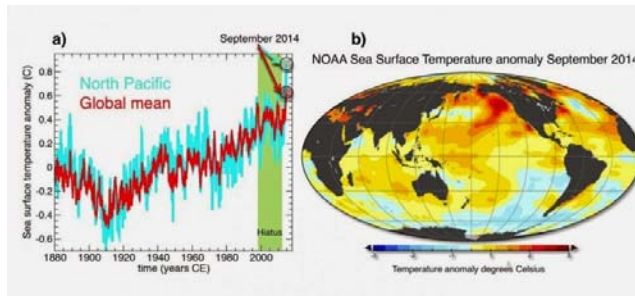 a)
September 2014
North Pacific
Global mean
Sea surface temperature anomaly (C)
0.8
0.6
0.4
0.2
0
-0.2
-0.4
-0.6
Hiatus
1880 1900 1920 1940 1960 1980 2000
time (years CE)
b)
NOAA Sea Surface Temperature anomaly September 2014
Temperature anomaly degrees Celsius